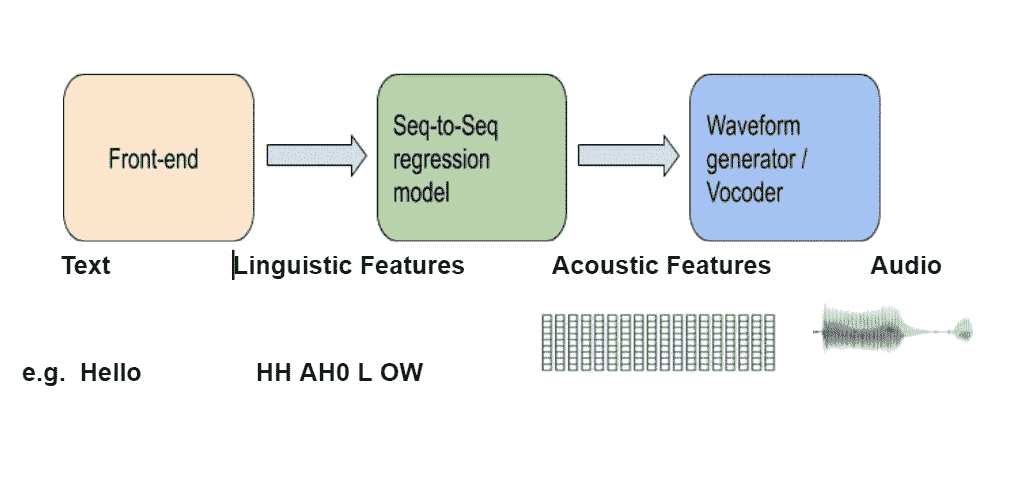 Front-end
Seq-to-Seq
regression
model
Waveform
generator /
Vocoder
Text
Linguistic Features
Acoustic Features
Audio
e.g. Hello
HH AH0 L OW